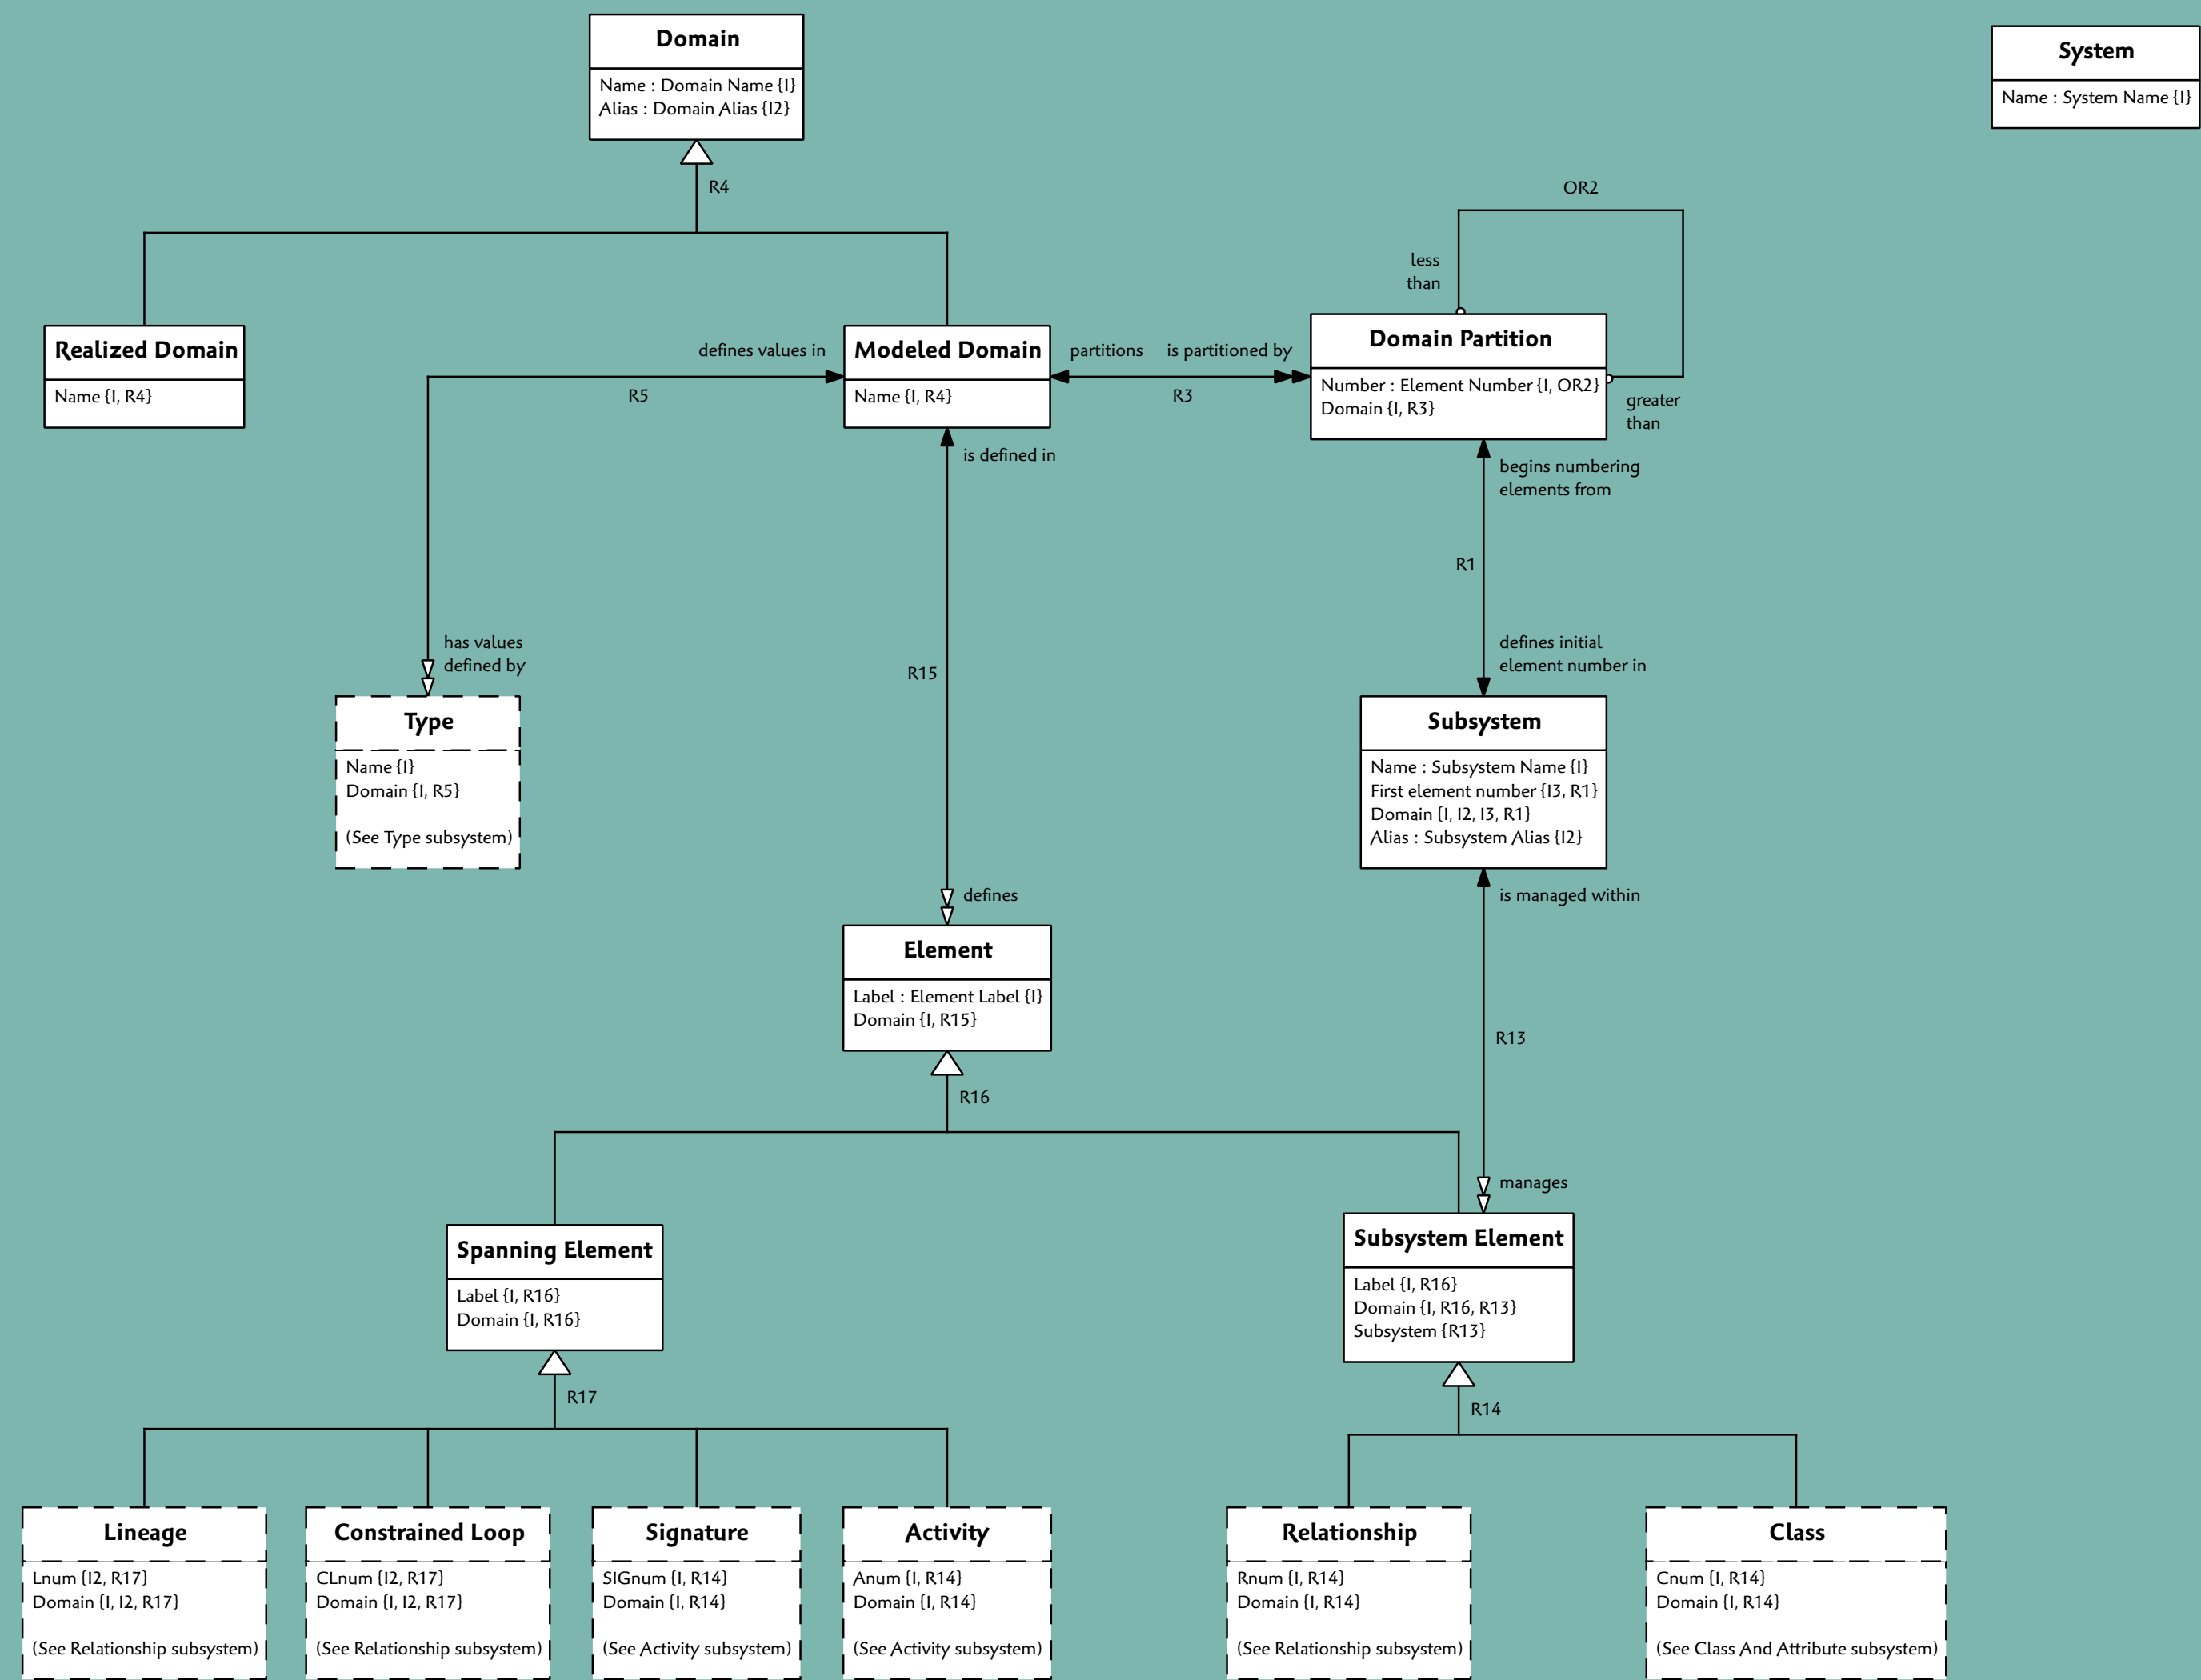 Domain
Name : Domain Name {I}
Alias : Domain Alias {I2}
System
Name : System Name {I}
R4
OR2
less
than
Realized Domain
Name {I, R4}
defines values in
R5
Modeled Domain
Name {I, R4}
partitions
is partitioned by
R3
Domain Partition
Number : Element Number {I, OR2}
Domain {I, R3}
greater
than
is defined in
begins numbering
elements from
R1
has values
defined by
defines initial
element number in
R15
Type
Name {I}
Domain {I, R5}
(See Type subsystem)
Subsystem
Name : Subsystem Name {I}
First element number {I3, R1}
Domain {I, I2, I3, R1}
Alias : Subsystem Alias {I2}
defines
is managed within
Element
Label : Element Label {I}
Domain {I, R15}
R13
R16
manages
Spanning Element
Label {I, R16}
Domain {I, R16}
Subsystem Element
Label {I, R16}
Domain {I, R16, R13}
Subsystem {R13}
R17
R14
Lineage
Lnum {I2, R17}
Domain {I, I2, R17}
(See Relationship subsystem)
Constrained Loop
CLnum {I2, R17}
Domain {I, I2, R17}
(See Relationship subsystem)
Signature
SIGnum {I, R14}
Domain {I, R14}
(See Activity subsystem)
Activity
Anum {I, R14}
Domain {I, R14}
(See Activity subsystem)
Relationship
Rnum {I, R14}
Domain {I, R14}
(See Relationship subsystem)
Class
Cnum {I, R14}
Domain {I, R14}
(See Class And Attribute subsystem)